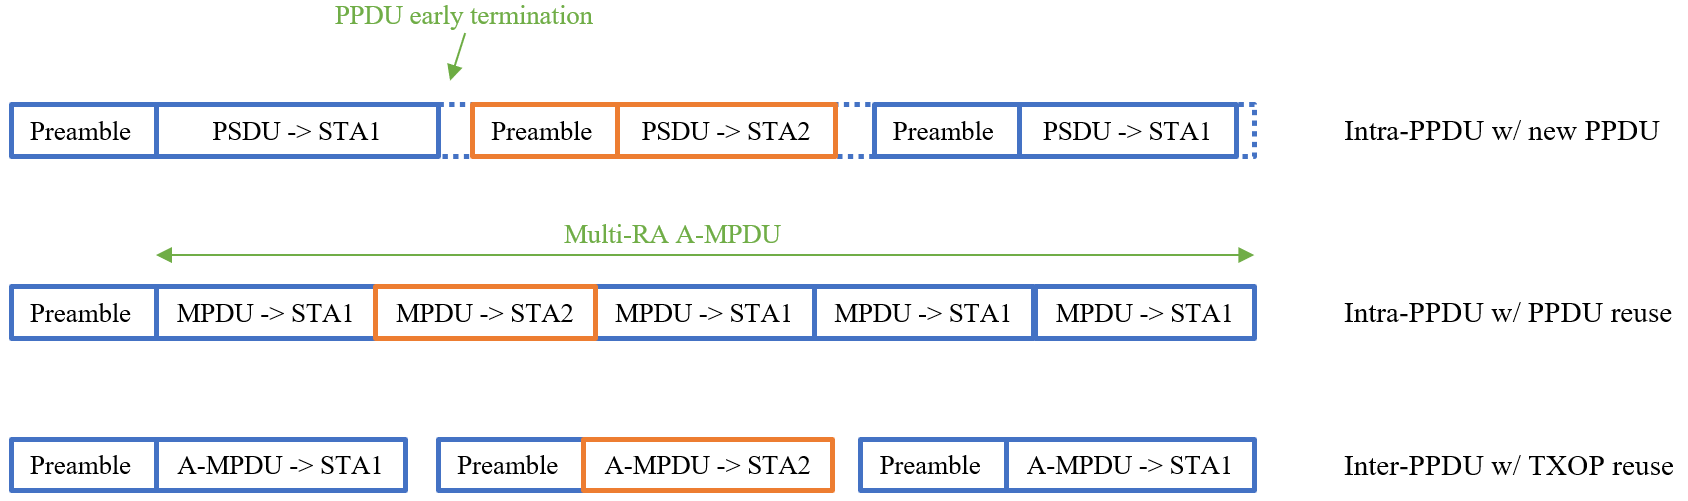 PPDU early termination
Preamble PSDU -> STA1 Preamble PSDU -> STA2 Preamble PSDU -> STA1 Intra-PPDU w/ new PPDU
Multi-RA A-MPDU
Preamble MPDU -> STA1 MPDU -> STA2 MPDU -> STA1 MPDU -> STA1 MPDU -> STA1 Intra-PPDU w/ PPDU reuse
Preamble A-MPDU -> STA1 Preamble A-MPDU -> STA2 Preamble A-MPDU -> STA1 Inter-PPDU w/ TXOP reuse